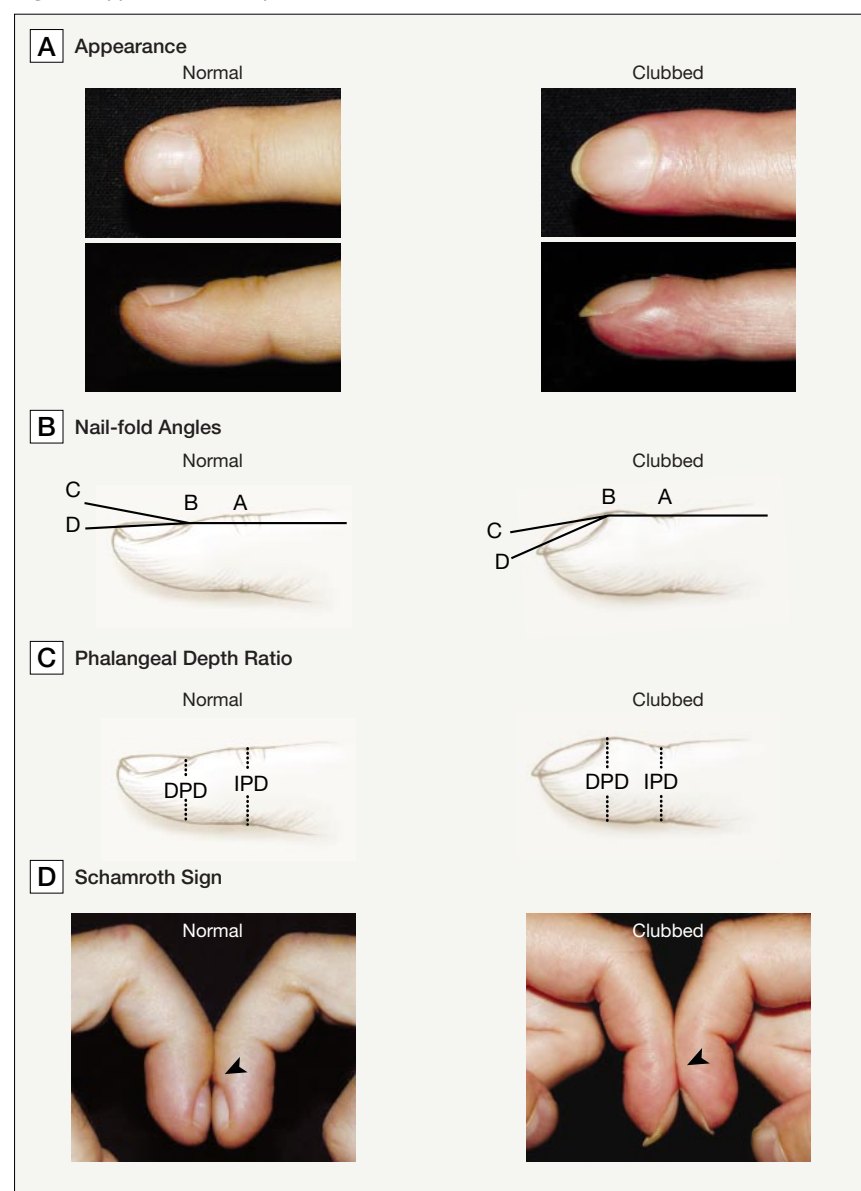 A Appearance
Normal Clubbed
B Nail-fold Angles
Normal Clubbed
C B A
D
B A
C
D
C Phalangeal Depth Ratio
Normal Clubbed
DPD IPD
DPD IPD
D Schamroth Sign
Normal Clubbed